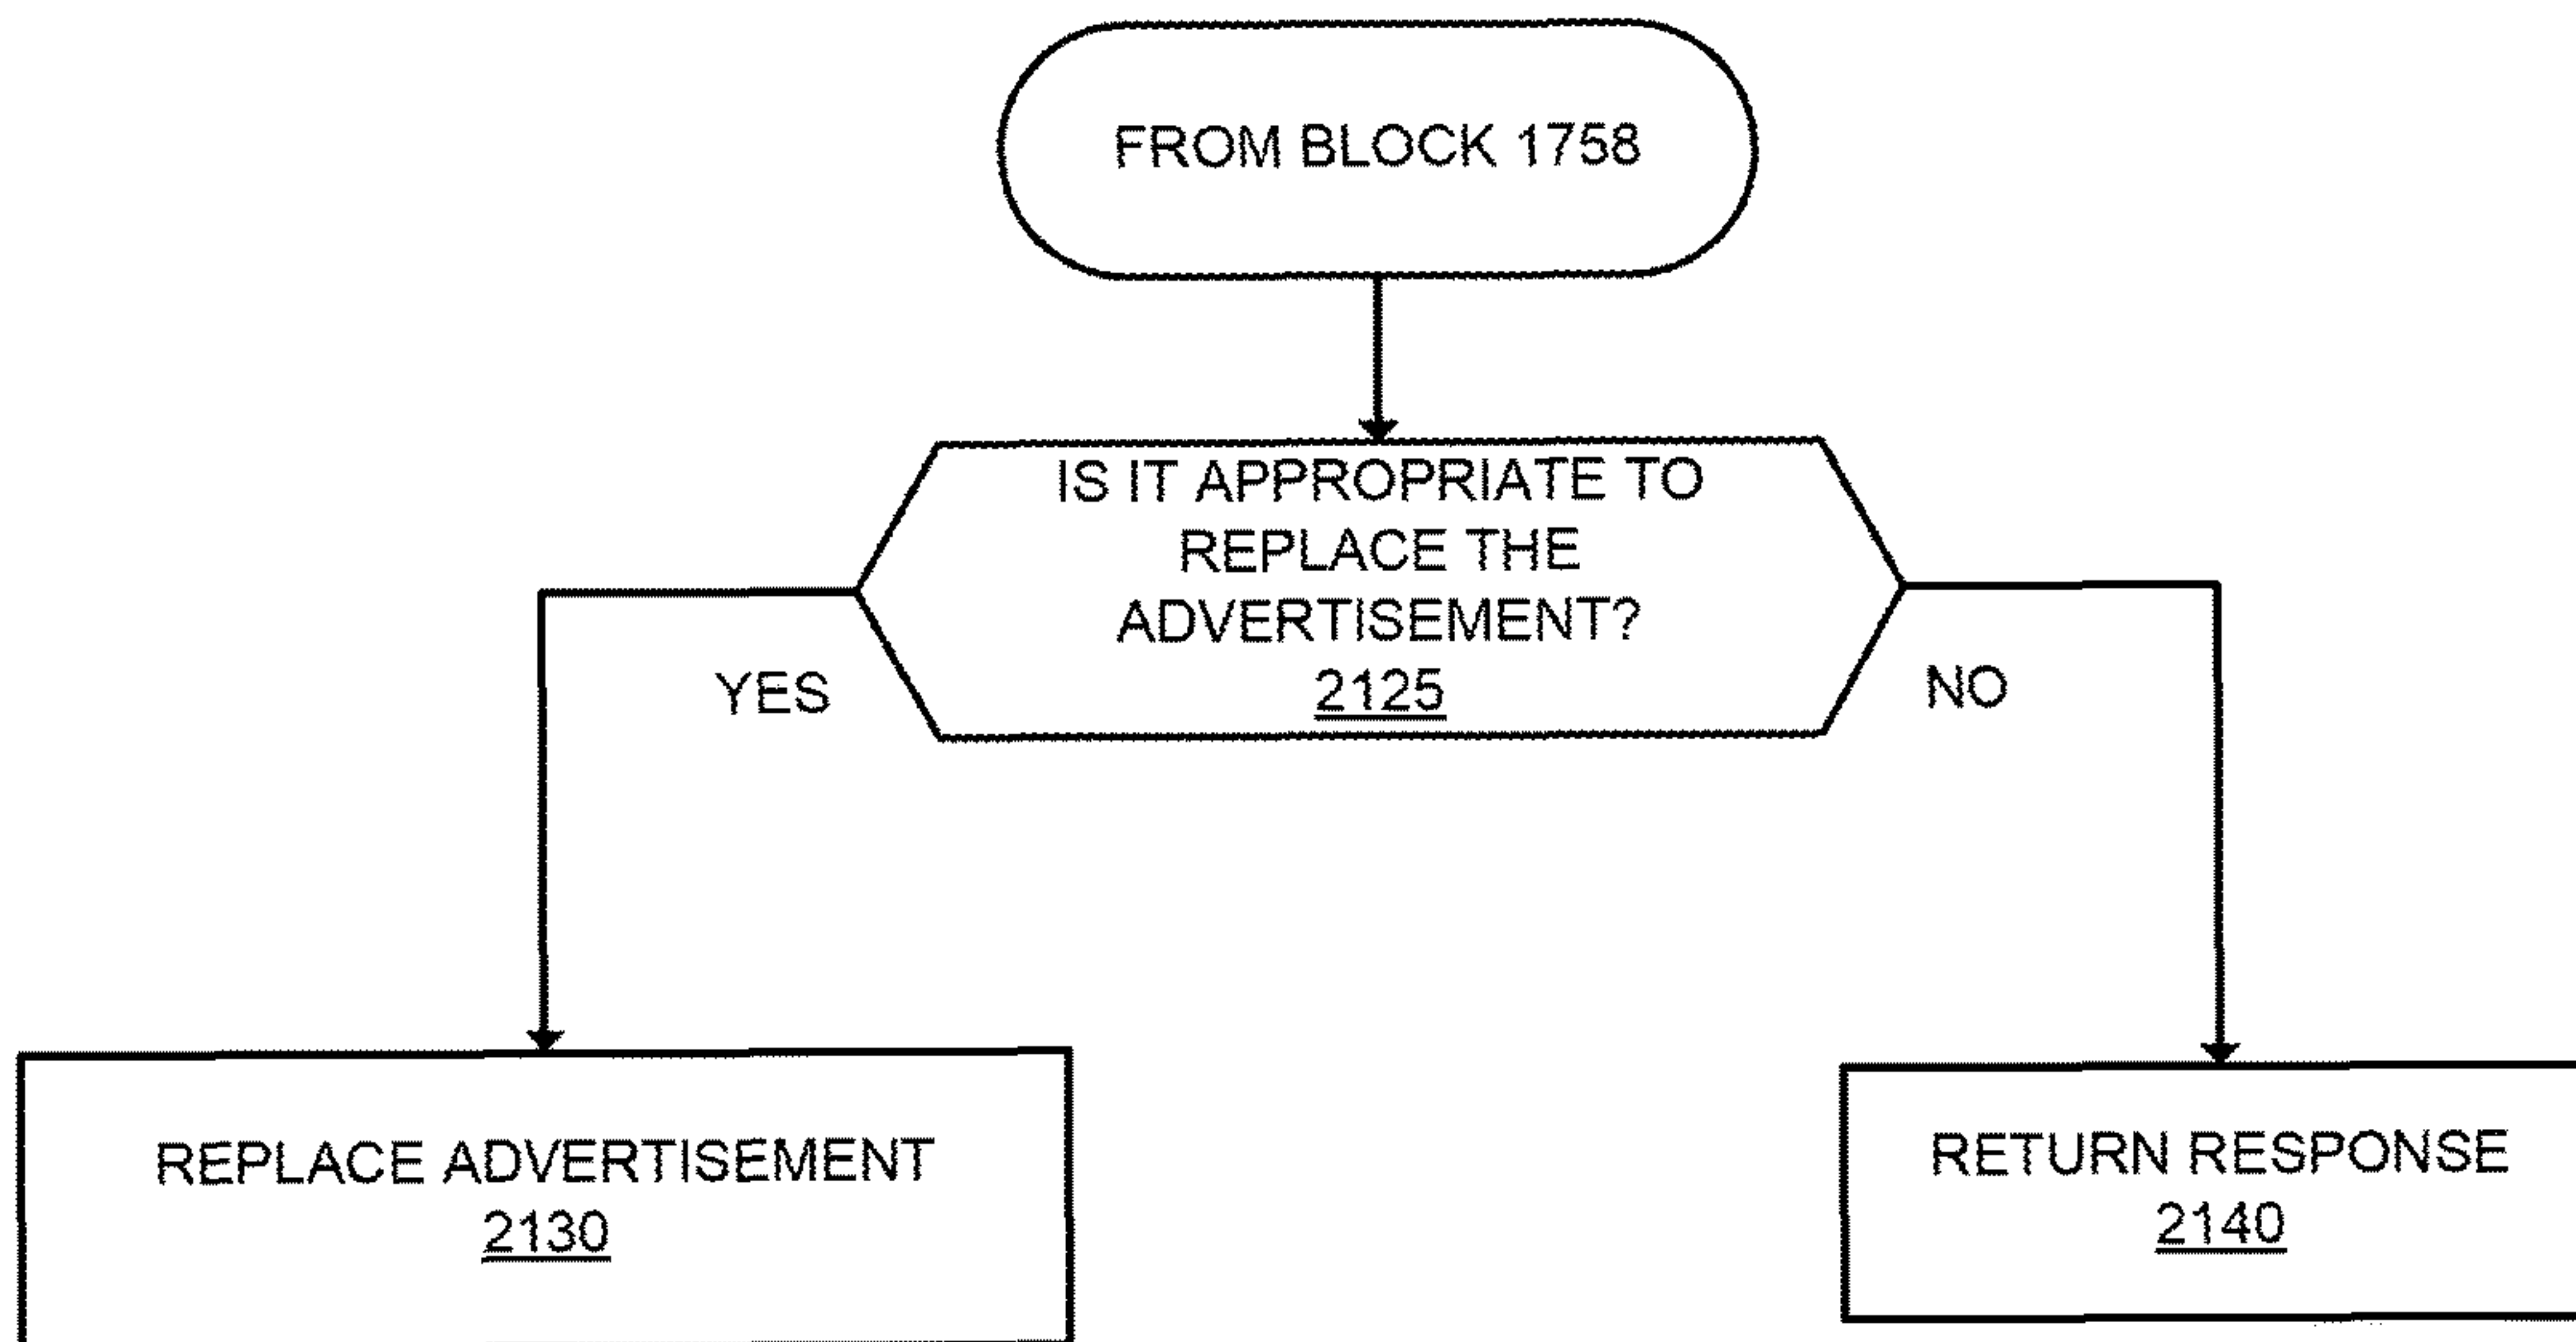 FROM BLOCK 1758
IS IT APPROPRIATE TO
REPLACE THE
ADVERTISEMENT?
2125
YES
NO
REPLACE ADVERTISEMENT
2130
RETURN RESPONSE
2140